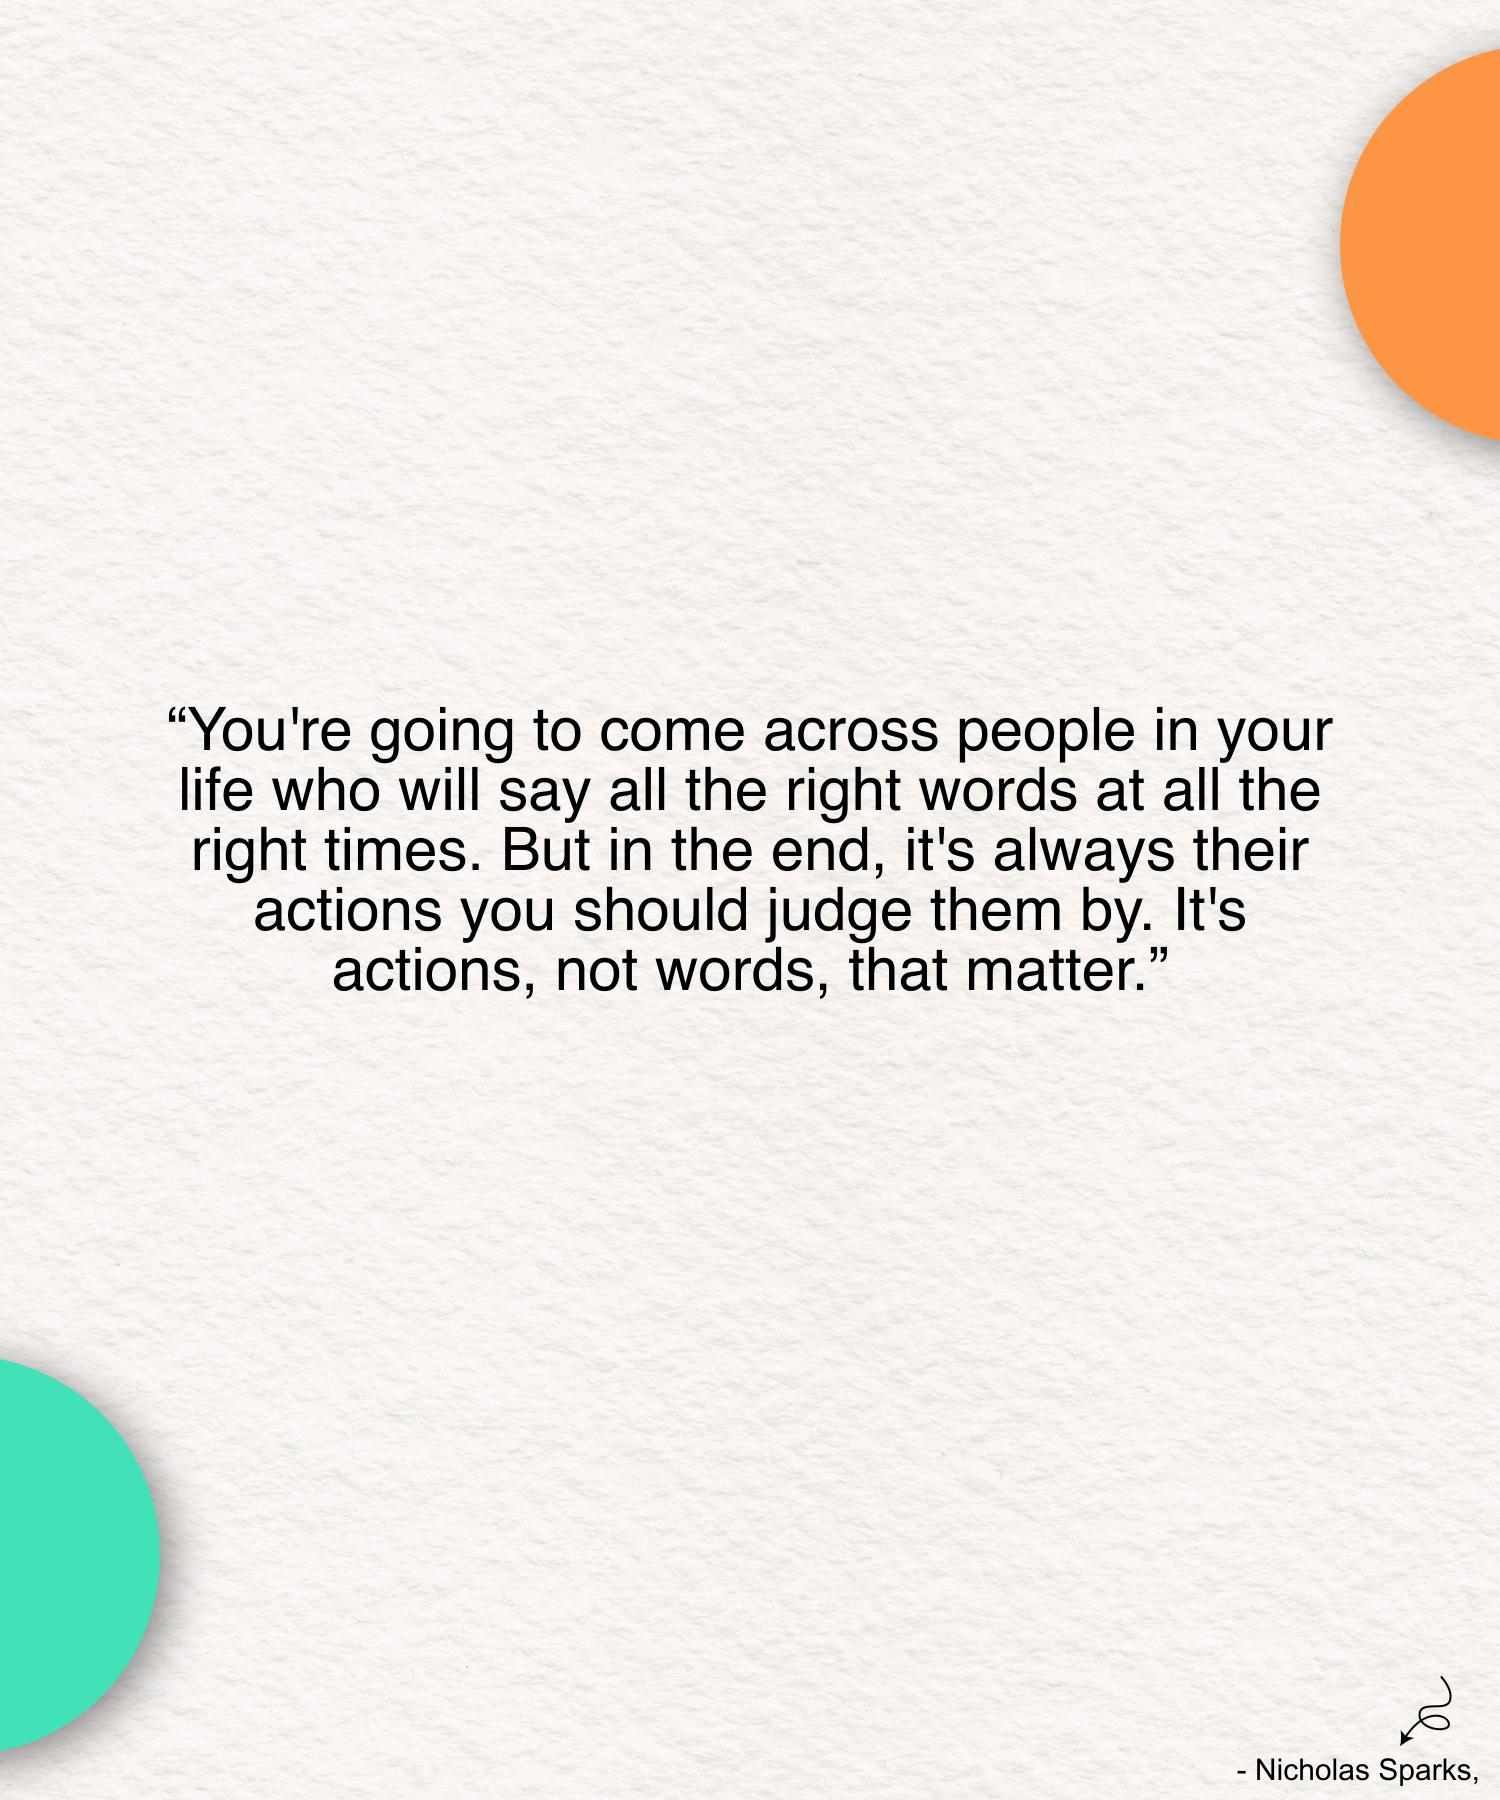 “You're going to come across people in your
life who will say all the right words at all the
right times. But in the end, it's always their
actions you should judge them by. It's
actions, not words, that matter.”
- Nicholas Sparks,